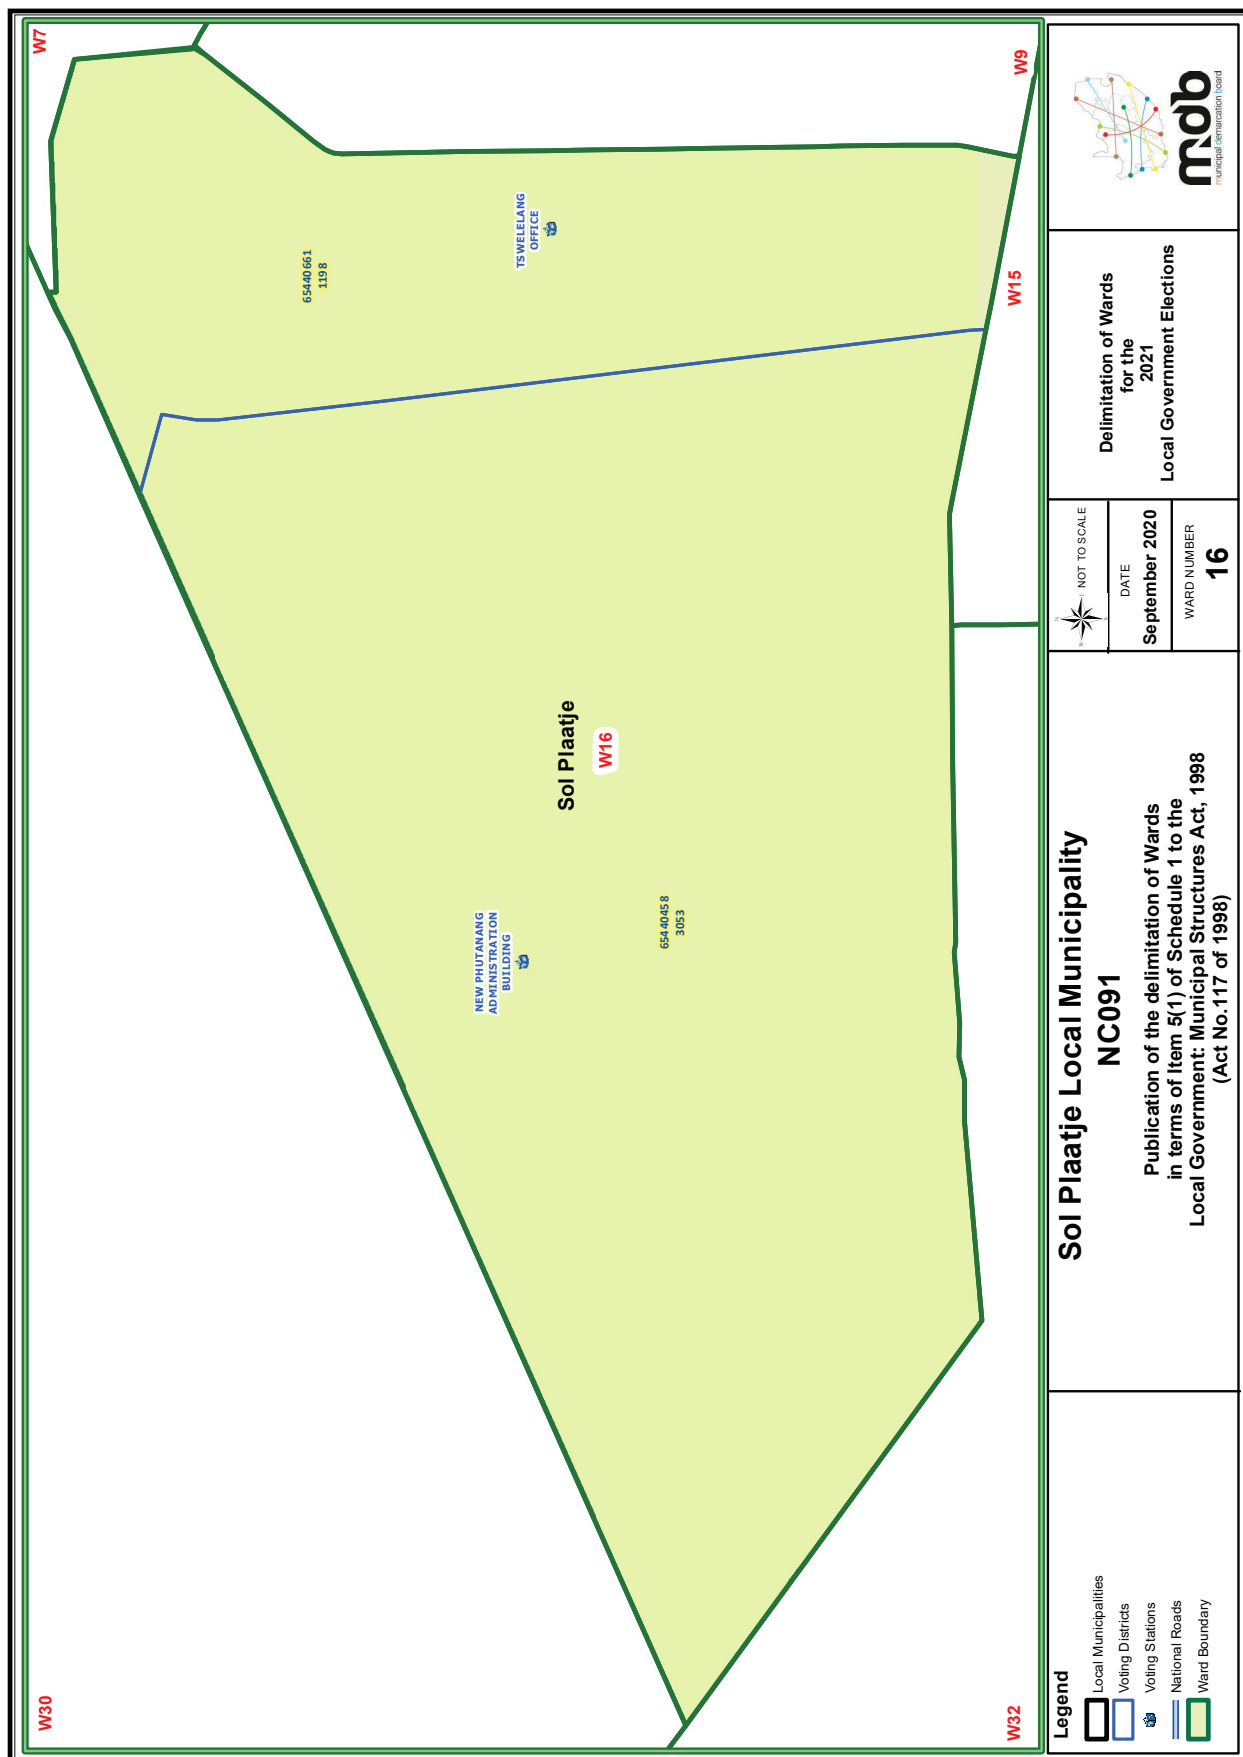 W30
W7
65440661
1198
TSWELELANG
OFFICE
NEW PHUTANANG
ADMINISTRATION
BUILDING
Sol Plaatje
W16
65440458
3053
W32
W15
W9
Legend
Local Municipalities
Voting Districts
Voting Stations
National Roads
Ward Boundary
Sol Plaatje Local Municipality
NC091
Publication of the delimitation of Wards
in terms of Item 5(1) of Schedule 1 to the
Local Government: Municipal Structures Act, 1998
(Act No.117 of 1998)
N
W
E
S
NOT TO SCALE
DATE
September 2020
WARD NUMBER
16
Delimitation of Wards
for the
2021
Local Government Elections
mdb
municipal demarcation board